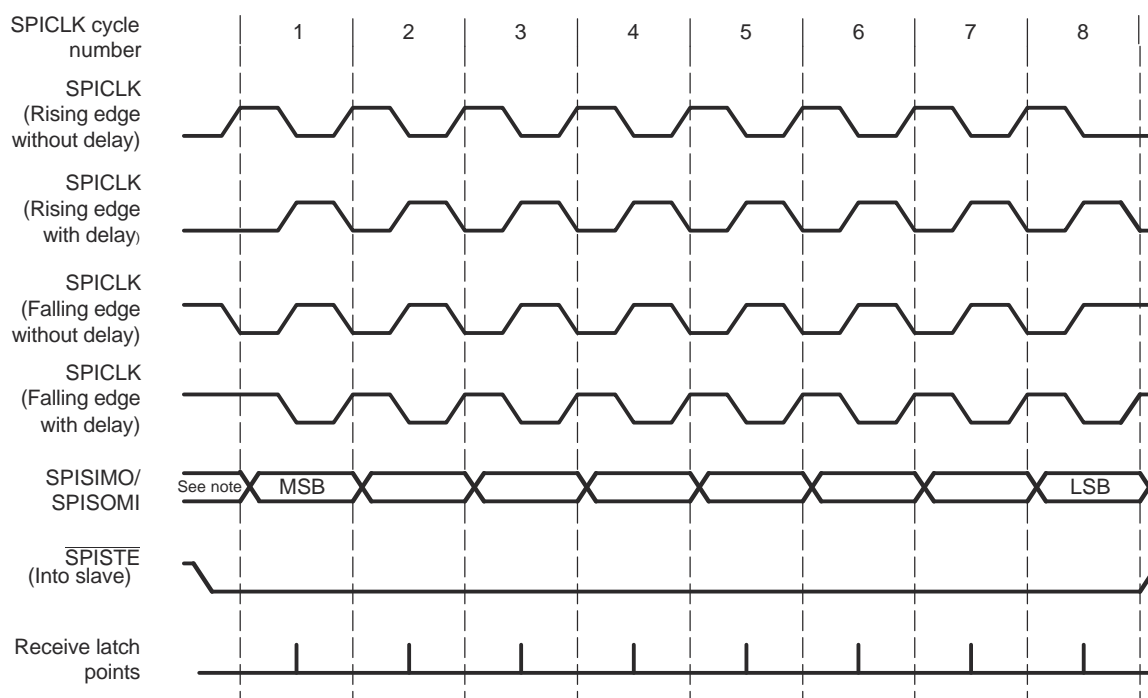 SPICLK cycle
number
1 2 3 4 5 6 7 8
SPICLK
(Rising edge
without delay)
SPICLK
(Rising edge
with delay)
SPICLK
(Falling edge
without delay)
SPICLK
(Falling edge
with delay)
SPISIMO/
SPISOMI
See note
MSB
LSB
SPISTE
(Into slave)
Receive latch
points